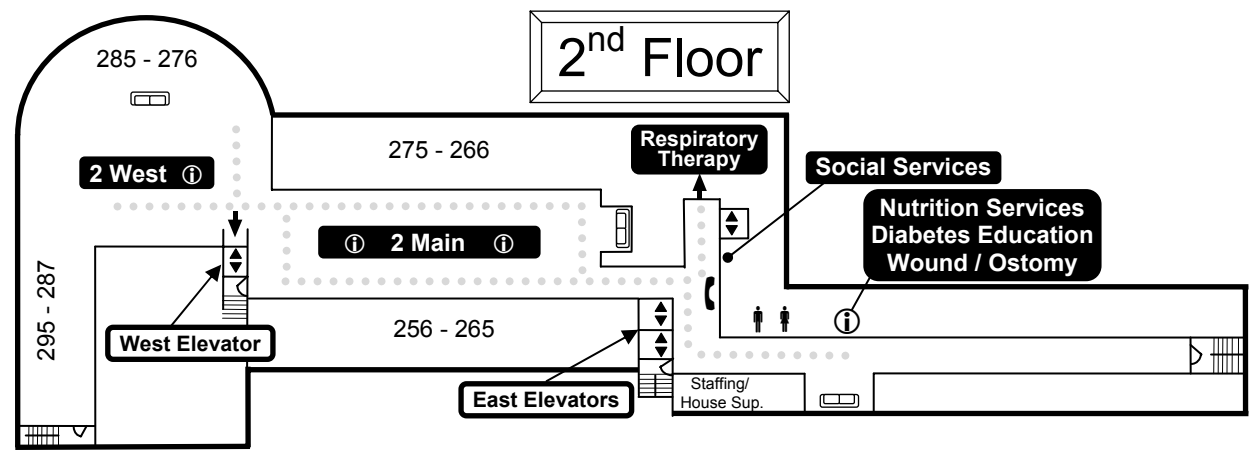 2nd Floor
285 - 276
275 - 266
Respiratory
Therapy
Social Services
2 West i
Nutrition Services
Diabetes Education
Wound / Ostomy
i 2 Main i
295 - 287
i
West Elevator
256 - 265
East Elevators
Staffing/
House Sup.